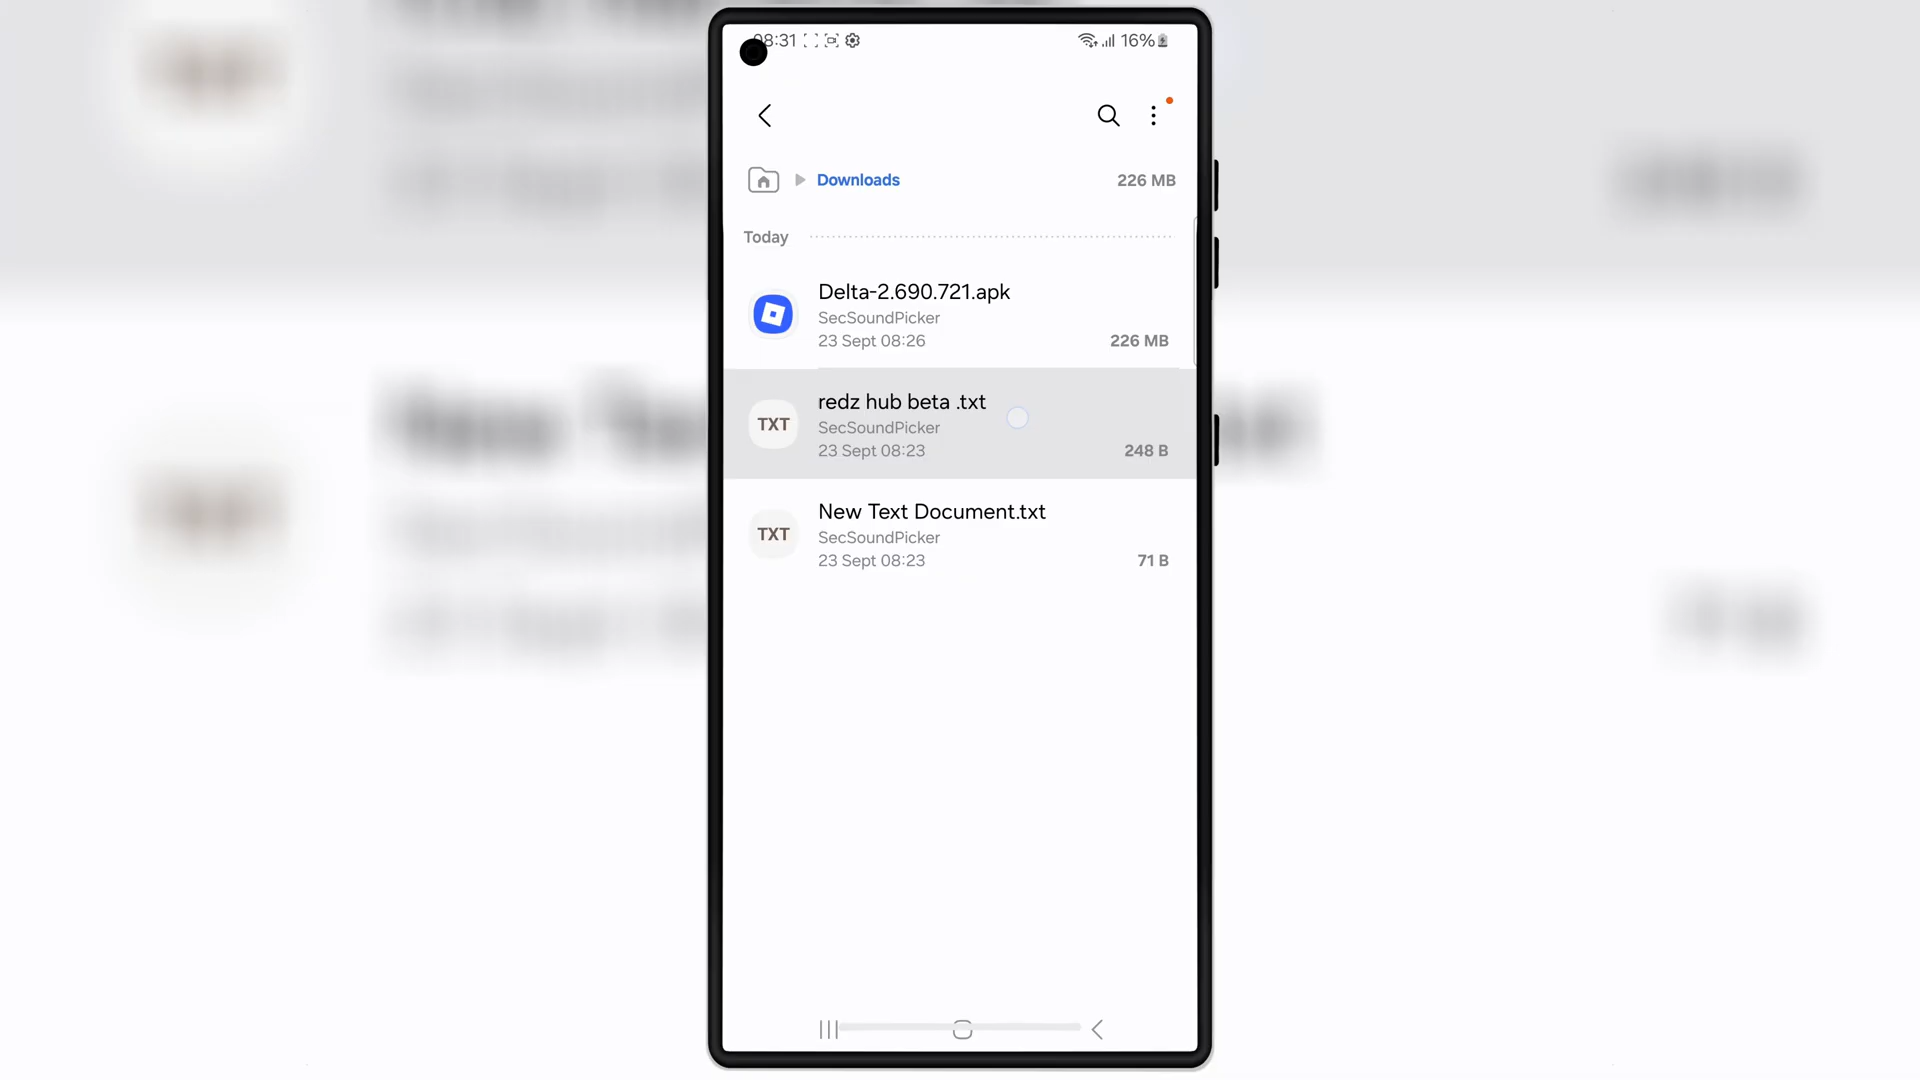 08:31
16%
Downloads
226 MB
Today
Delta-2.690.721.apk
SecSoundPicker
23 Sept 08:26
226 MB
TXT
redz hub beta .txt
SecSoundPicker
23 Sept 08:23
248 B
TXT
New Text Document.txt
SecSoundPicker
23 Sept 08:23
71 B